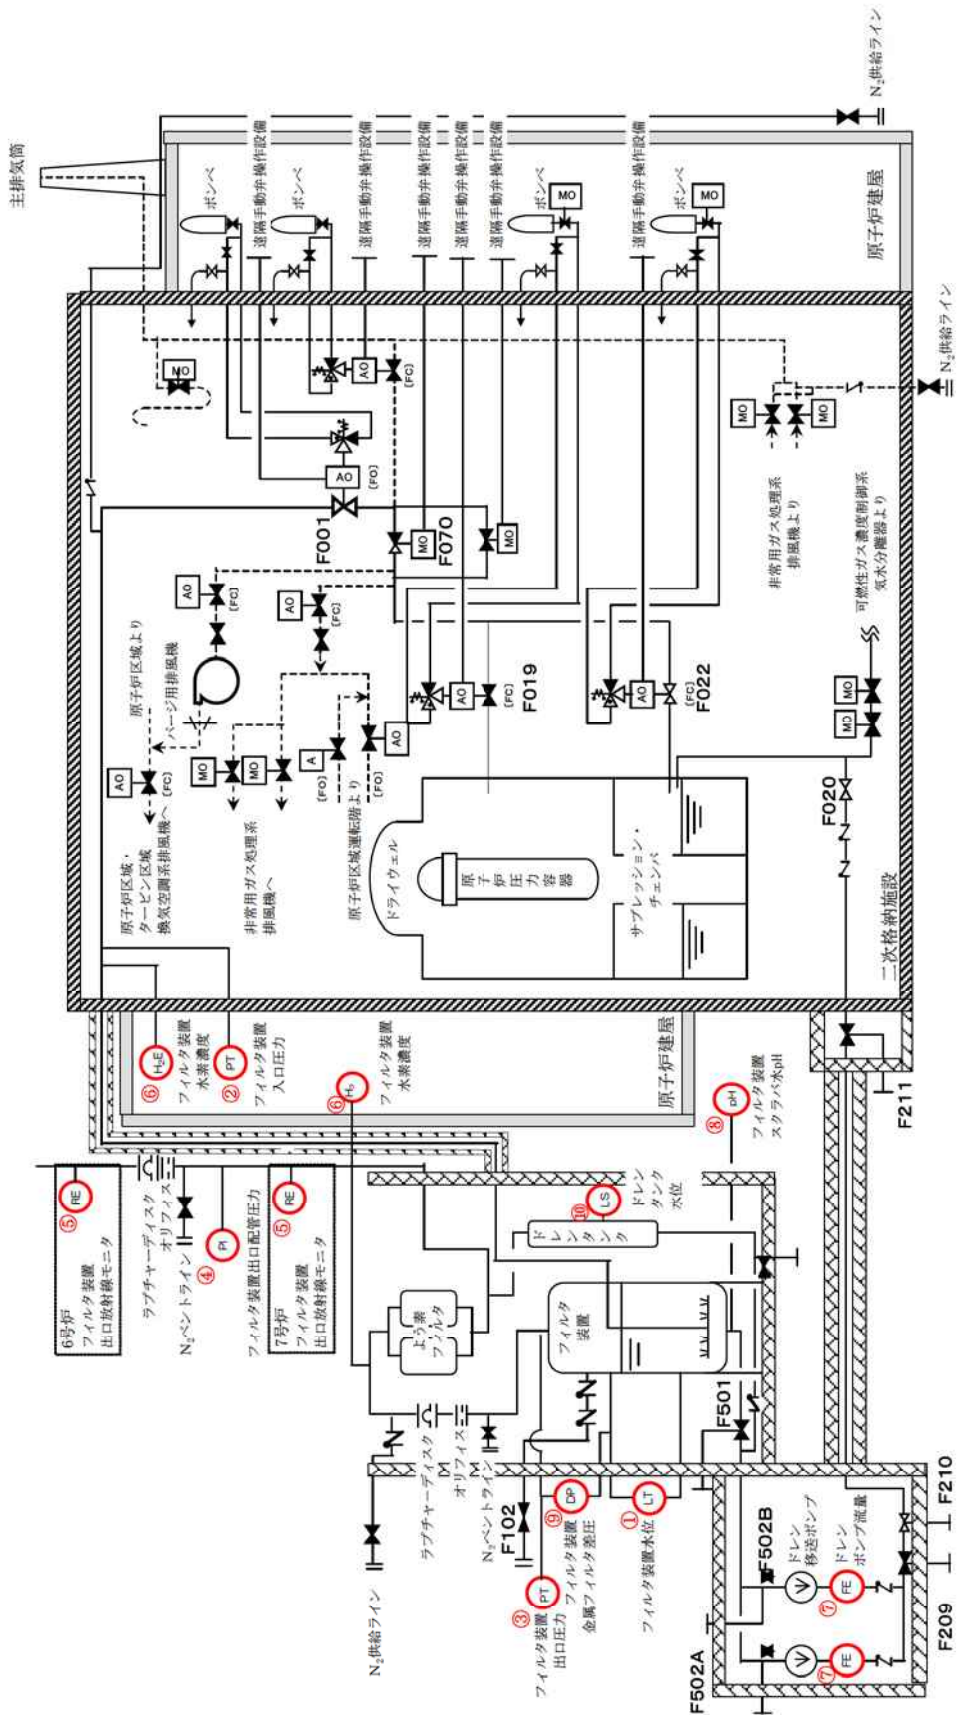 主排気筒
N₂供給ライン
ボンベ
遠隔手動弁操作設備
ボンベ
遠隔手動弁操作設備
遠隔手動弁操作設備
遠隔手動弁操作設備
遠隔手動弁操作設備
MO
ボンベ
遠隔手動弁操作設備
MO
ボンベ
原子炉建屋
N₂供給ライン
MO
AO
(FC)
AO
(FO)
F001
MO
F070
MO
AO
(FC)
AO
(FC)
原子炉区域より
パージ用排風機
AO
(FC)
原子炉区域・
タービン区域
換気空調系排風機へ
MO
MO
非常用ガス処理系
排風機へ
A
(FO)
AO
(FO)
原子炉区域運転階より
AO
(FC)
F019
AO
(FC)
F022
MO
MO
非常用ガス処理系
排風機より
可燃性ガス濃度制御系
気水分離器より
MO
MO
F020
ドライウェル
原子炉圧力容器
サプレッション・
チェンバ
二次格納施設
⑥
H₂E
フィルタ装置
水素濃度
②
PT
フィルタ装置
入口圧力
⑥
H₂
フィルタ装置
水素濃度
原子炉建屋
⑧
pH
フィルタ装置
スクラバ水pH
F211
⑤
RE
6号炉
フィルタ装置
出口放射線モニタ
ラプチャーディスク
オリフィス
N₂ベントライン
④
PI
フィルタ装置出口配管圧力
⑤
RE
7号炉
フィルタ装置
出口放射線モニタ
よう素
フィルタ
⑩
LS
ドレン
タンク
水位
ドレンタンク
フィルタ
装置
F501
ラプチャーディスク
オリフィス
N₂ベントライン
N₂供給ライン
F102
③
PT
フィルタ装置
出口圧力
⑨
DP
フィルタ装置
金属フィルタ差圧
①
LT
フィルタ装置水位
F502B
F502A
ドレン
移送ポンプ
ドレン
ポンプ流量
⑦
FE
⑦
FE
F210
F209